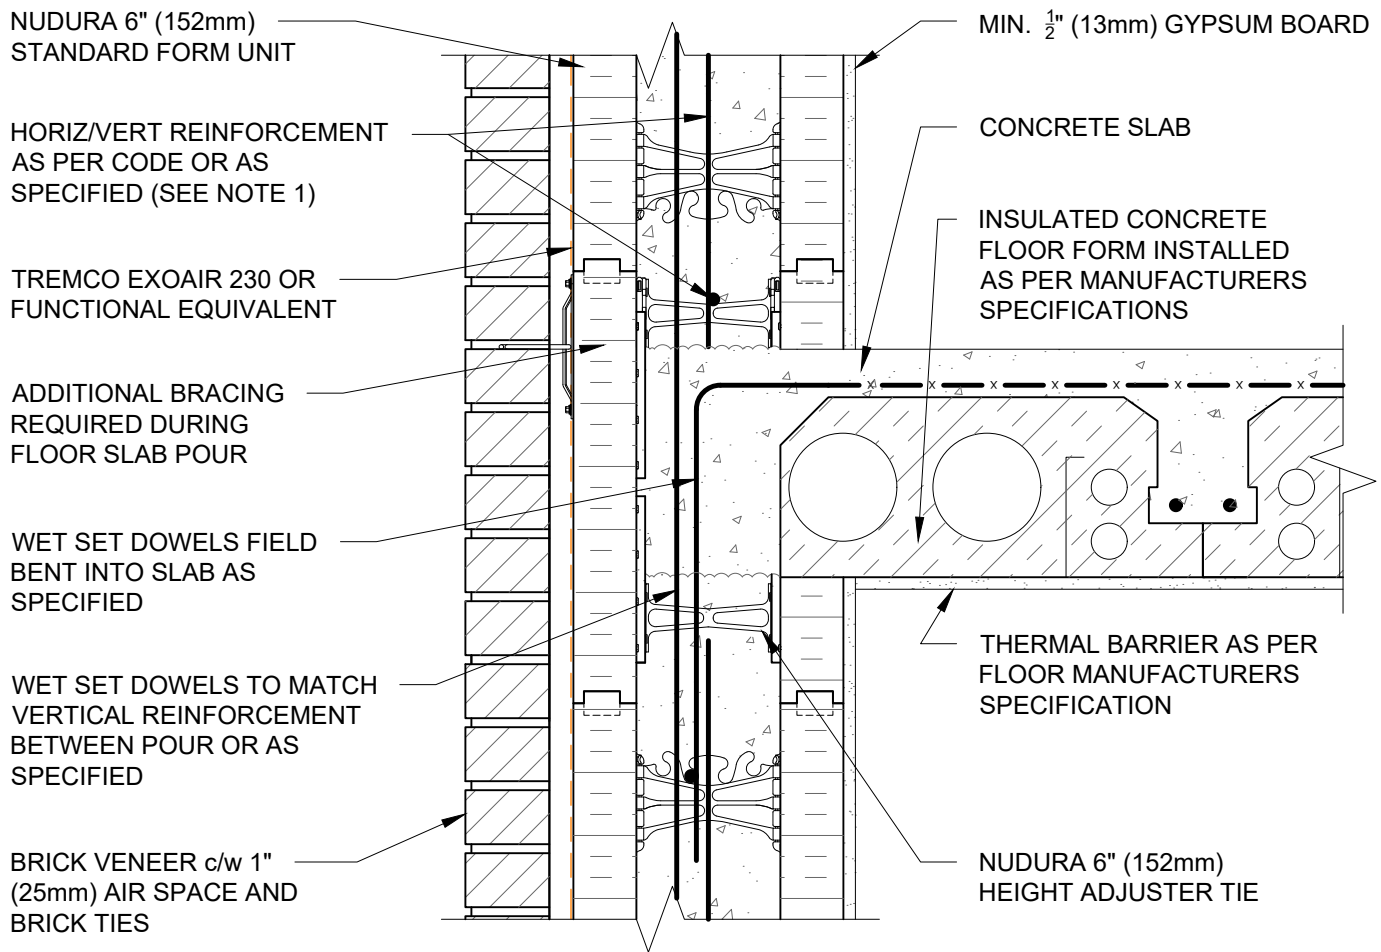 NUDURA 6" (152mm)
STANDARD FORM UNIT
HORIZ/VERT REINFORCEMENT
AS PER CODE OR AS
SPECIFIED (SEE NOTE 1)
TREMCO EXOAIR 230 OR
FUNCTIONAL EQUIVALENT
ADDITIONAL BRACING
REQUIRED DURING
FLOOR SLAB POUR
WET SET DOWELS FIELD
BENT INTO SLAB AS
SPECIFIED
WET SET DOWELS TO MATCH
VERTICAL REINFORCEMENT
BETWEEN POUR OR AS
SPECIFIED
BRICK VENEER c/w 1"
(25mm) AIR SPACE AND
BRICK TIES
MIN. 1/2" (13mm) GYPSUM BOARD
CONCRETE SLAB
INSULATED CONCRETE
FLOOR FORM INSTALLED
AS PER MANUFACTURERS
SPECIFICATIONS
x x x x x x x x
THERMAL BARRIER AS PER
FLOOR MANUFACTURERS
SPECIFICATION
NUDURA 6" (152mm)
HEIGHT ADJUSTER TIE